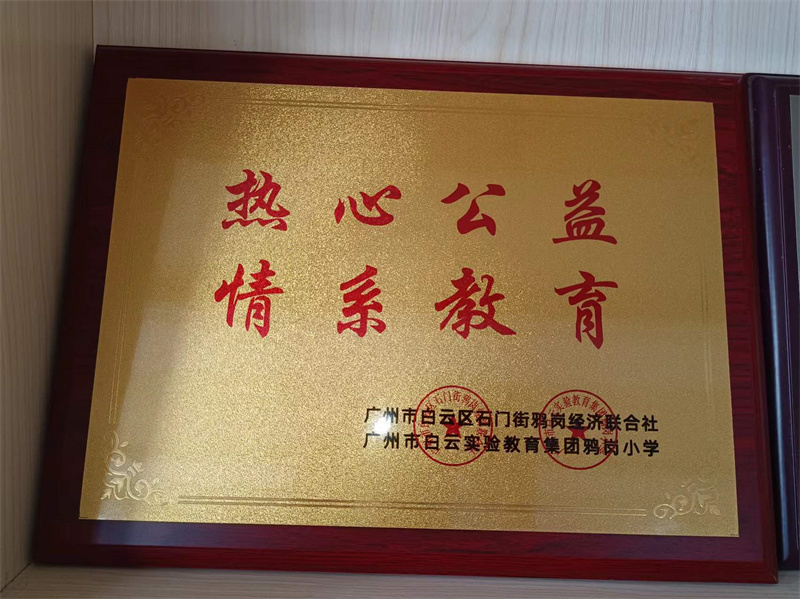 热心公益
情系教育
广州市白云区石门街鸦岗经济联合社
广州市白云实验教育集团鸦岗小学